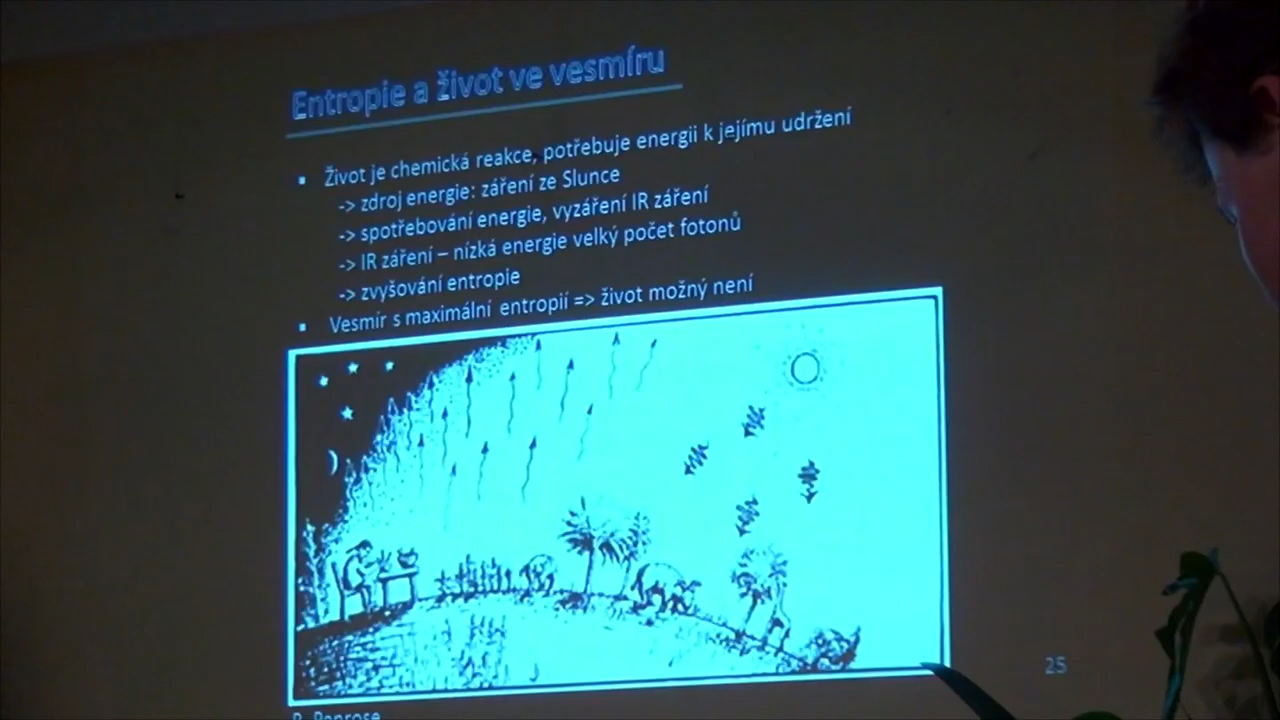 Entropie a život ve vesmíru
▪ Život je chemická reakce, potřebuje energii k jejímu udržení
-> zdroj energie: záření ze Slunce
-> spotřebování energie, vyzáření IR záření
-> IR záření – nízká energie velký počet fotonů
-> zvyšování entropie
▪ Vesmír s maximální entropií => život možný není
25
R. Penrose